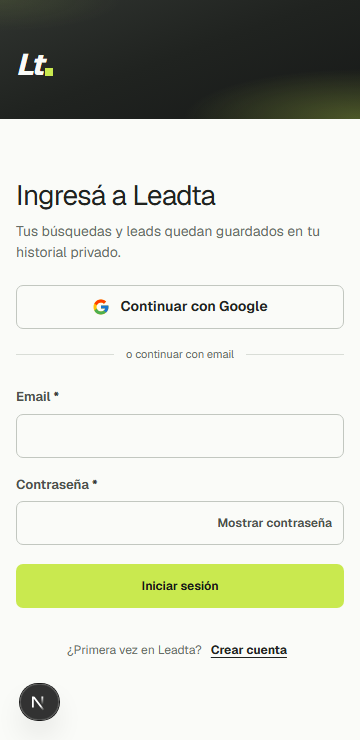 Lt.
Ingresá a Leadta
Tus búsquedas y leads quedan guardados en tu
historial privado.
Continuar con Google
o continuar con email
Email *
Contraseña *
Mostrar contraseña
Iniciar sesión
¿Primera vez en Leadta? Crear cuenta
N